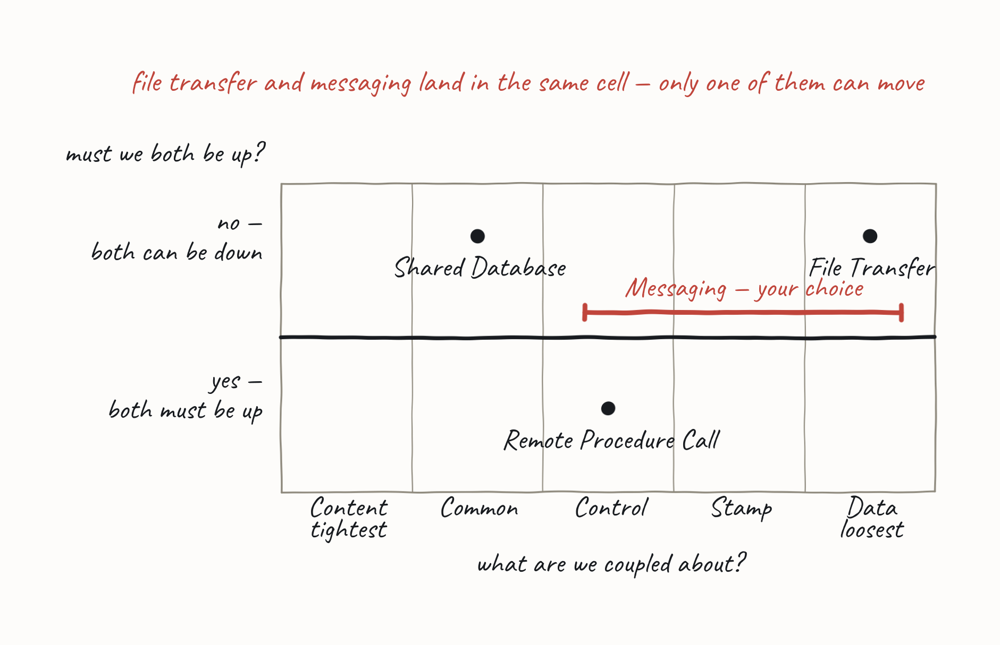 file transfer and messaging land in the same cell — only one of them can move
must we both be up?
no —
both can be down
Shared Database
File Transfer
Messaging — your choice
yes —
both must be up
Remote Procedure Call
Content
tightest
Common
Control
Stamp
Data
loosest
what are we coupled about?